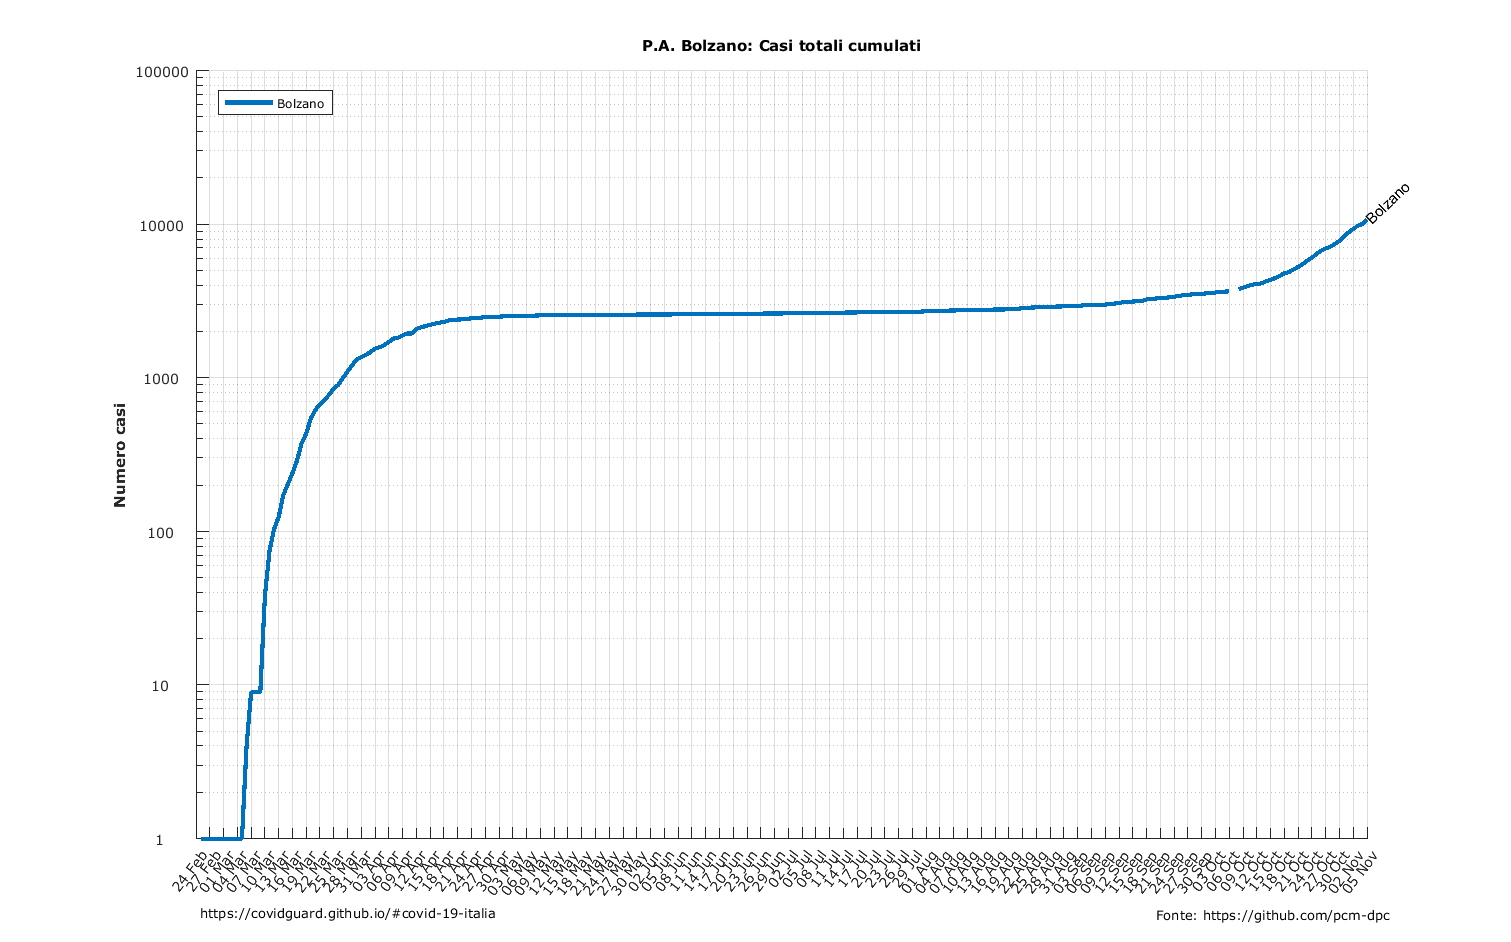 P.A. Bolzano: Casi totali cumulati
Bolzano
Bolzano
Numero casi
100000
10000
1000
100
10
1
24 Feb
27 Feb
01 Mar
04 Mar
07 Mar
10 Mar
13 Mar
16 Mar
19 Mar
22 Mar
25 Mar
28 Mar
31 Mar
03 Apr
06 Apr
09 Apr
12 Apr
15 Apr
18 Apr
21 Apr
24 Apr
27 Apr
30 Apr
03 May
06 May
09 May
12 May
15 May
18 May
21 May
24 May
27 May
30 May
02 Jun
05 Jun
08 Jun
11 Jun
14 Jun
17 Jun
20 Jun
23 Jun
26 Jun
29 Jun
02 Jul
05 Jul
08 Jul
11 Jul
14 Jul
17 Jul
20 Jul
23 Jul
26 Jul
29 Jul
01 Aug
04 Aug
07 Aug
10 Aug
13 Aug
16 Aug
19 Aug
22 Aug
25 Aug
28 Aug
31 Aug
03 Sep
06 Sep
09 Sep
12 Sep
15 Sep
18 Sep
21 Sep
24 Sep
27 Sep
30 Sep
03 Oct
06 Oct
09 Oct
12 Oct
15 Oct
18 Oct
21 Oct
24 Oct
27 Oct
30 Oct
02 Nov
05 Nov
https://covidguard.github.io/#covid-19-italia
Fonte: https://github.com/pcm-dpc